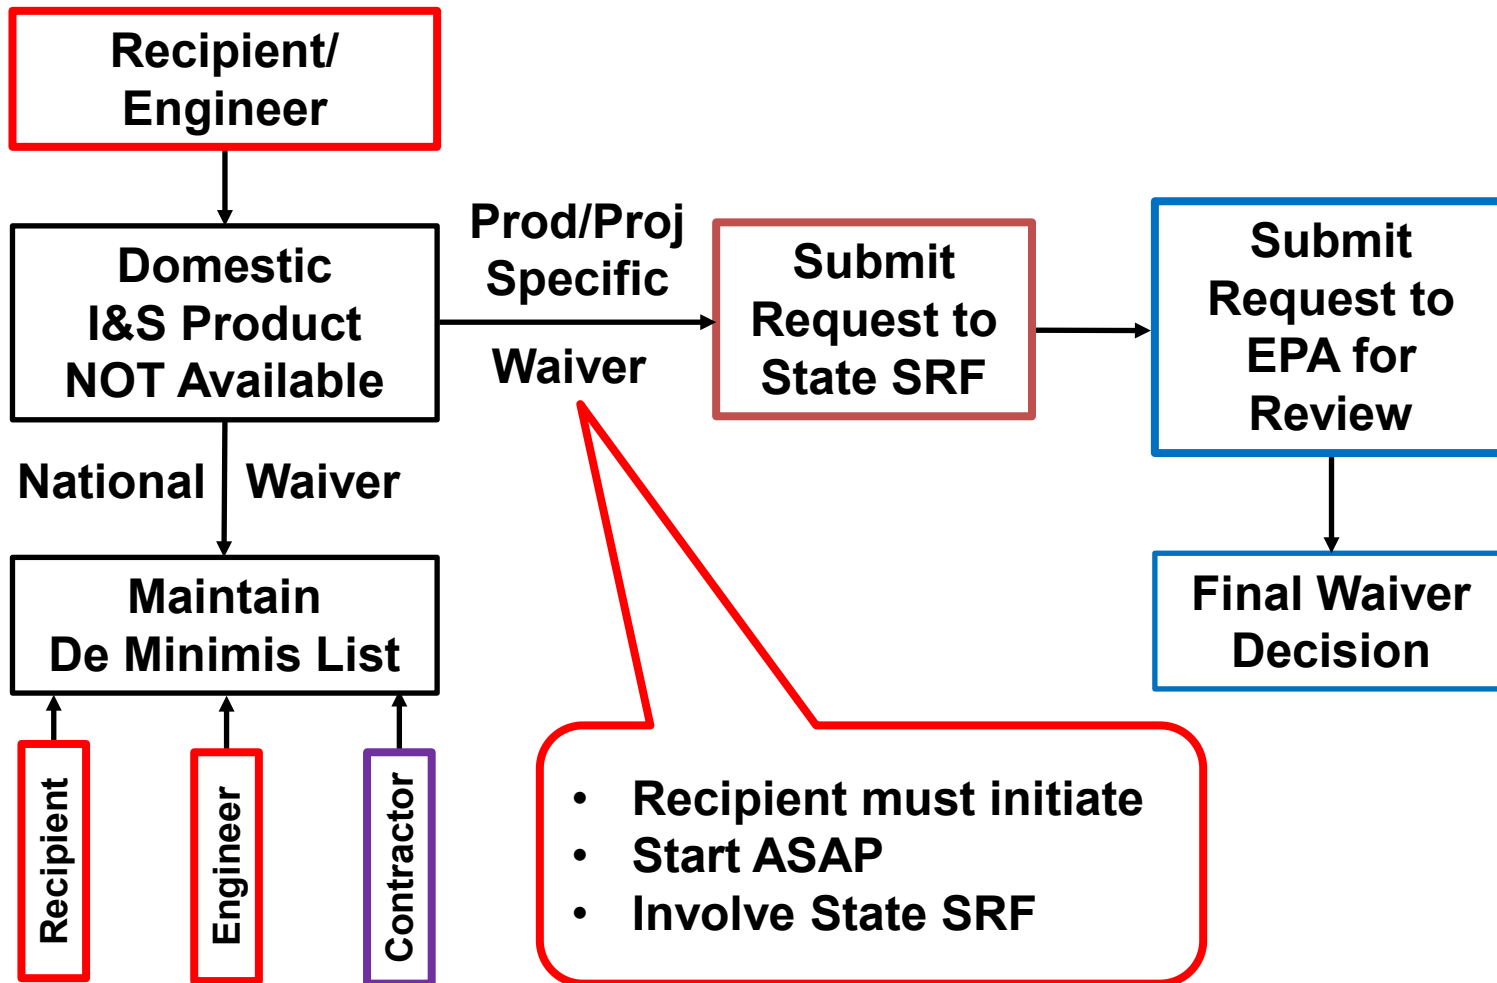 Recipient/
Engineer
Domestic
I&S Product
NOT Available
Prod/Proj
Specific
Waiver
Submit
Request to
State SRF
Submit
Request to
EPA for
Review
National Waiver
Maintain
De Minimis List
Final Waiver
Decision
Recipient
Engineer
Contractor
• Recipient must initiate
• Start ASAP
• Involve State SRF